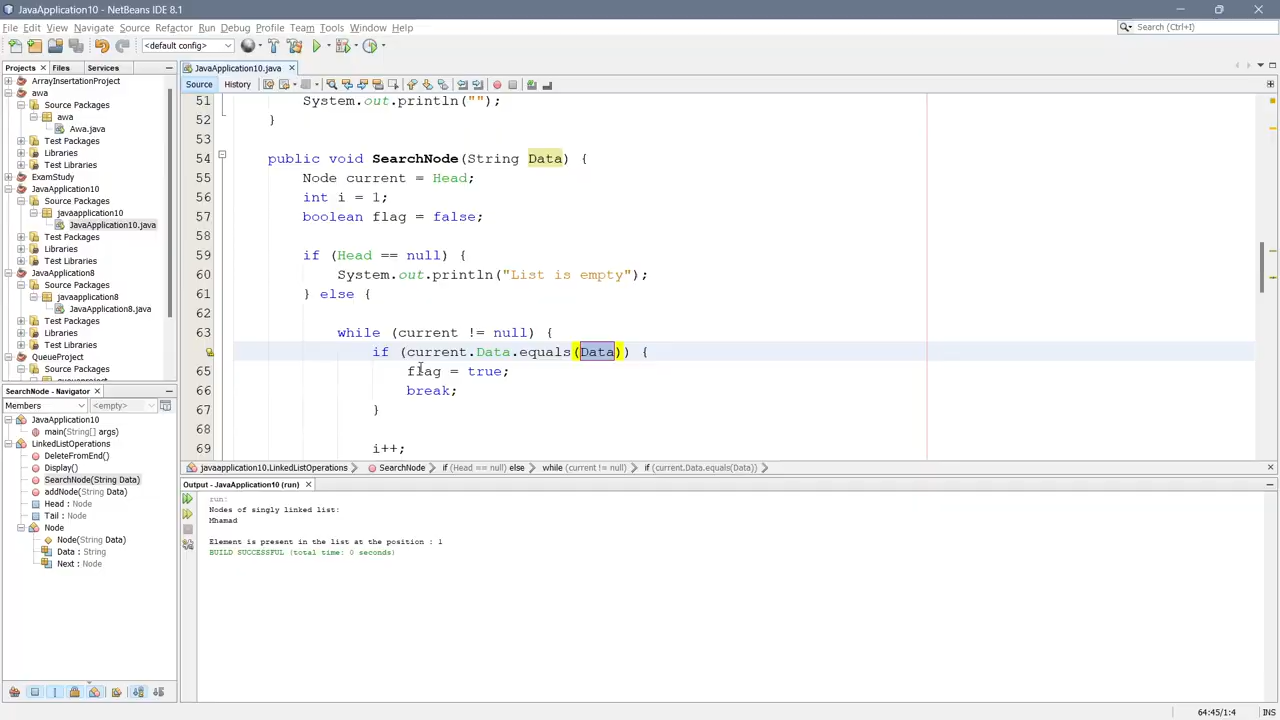 JavaApplication10 - NetBeans IDE 8.1
File Edit View Navigate Source Refactor Run Debug Profile Team Tools Window Help
Search (Ctrl+I)
<default config>
Projects Files Services
ArrayInsertationProject
awa
Source Packages
awa
Awa.java
Test Packages
Libraries
Test Libraries
ExamStudy
JavaApplication10
Source Packages
javaapplication10
JavaApplication10.java
Test Packages
Libraries
Test Libraries
JavaApplication8
Source Packages
javaapplication8
JavaApplication8.java
Test Packages
Libraries
Test Libraries
QueueProject
Source Packages
queueproject
SearchNode - Navigator
Members
<empty>
JavaApplication10
main(String[] args)
LinkedListOperations
DeleteFromEnd()
Display()
SearchNode(String Data)
addNode(String Data)
Head : Node
Tail : Node
Node
Node(String Data)
Data : String
Next : Node
JavaApplication10.java
Source History
51 System.out.println("");
52 }
53
54 public void SearchNode(String Data) {
55 Node current = Head;
56 int i = 1;
57 boolean flag = false;
58
59 if (Head == null) {
60 System.out.println("List is empty");
61 } else {
62
63 while (current != null) {
if (current.Data.equals(Data)) {
65 flag = true;
66 break;
67 }
68
69 i++;
javaapplication10.LinkedListOperations SearchNode if (Head == null) else while (current != null) if (current.Data.equals(Data))
Output - JavaApplication10 (run)
run:
Nodes of singly linked list:
Mhamad
Element is present in the list at the position : 1
BUILD SUCCESSFUL (total time: 0 seconds)
64:45/1:4 INS